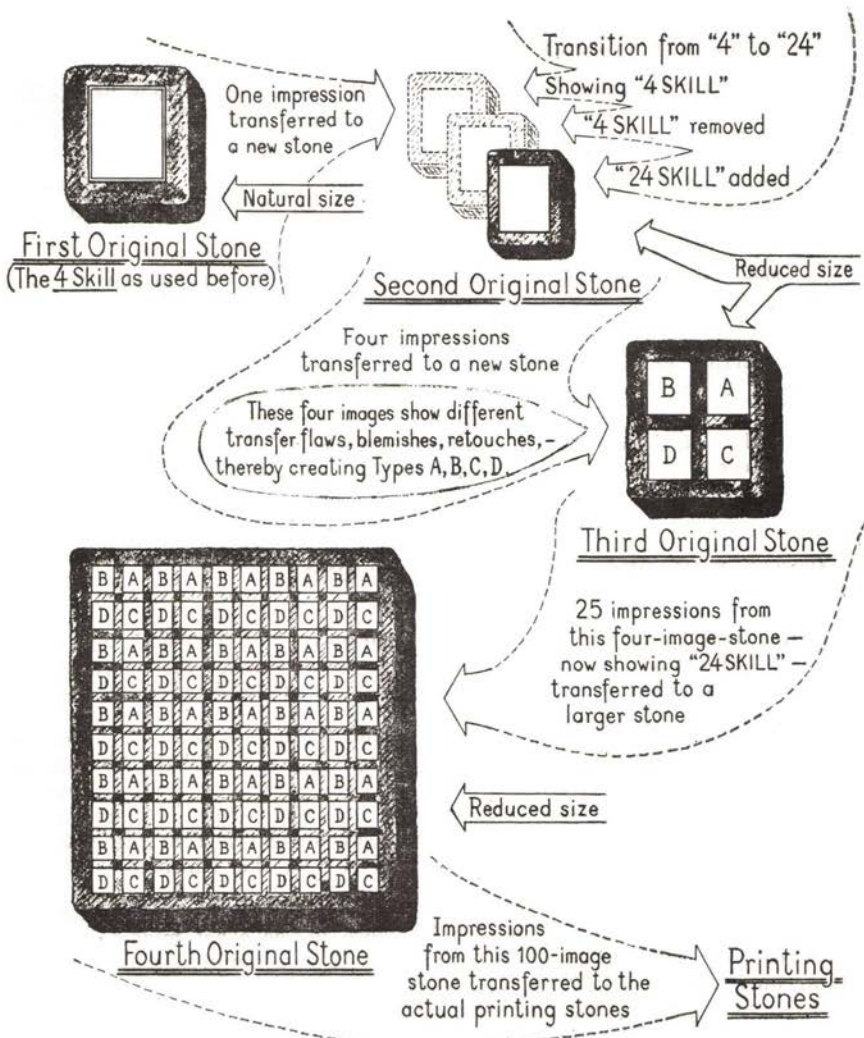 Transition from "4" to "24"
Showing "4 SKILL"
"4 SKILL" removed
"24 SKILL" added
One impression
transferred to
a new stone
Natural size
First Original Stone
(The 4 Skill as used before)
Second Original Stone
Reduced size
Four impressions
transferred to a new stone
These four images show different
transfer flaws, blemishes, retouches, –
thereby creating Types A, B, C, D.
B A
D C
Third Original Stone
25 impressions from
this four-image-stone —
now showing "24 SKILL" —
transferred to a
larger stone
B A B A B A B A B A
D C D C D C D C D C
B A B A B A B A B A
D C D C D C D C D C
B A B A B A B A B A
D C D C D C D C D C
B A B A B A B A B A
D C D C D C D C D C
B A B A B A B A B A
D C D C D C D C D C
Reduced size
Fourth Original Stone
Impressions
from this 100-image
stone transferred to the
actual printing stones
Printing
Stones